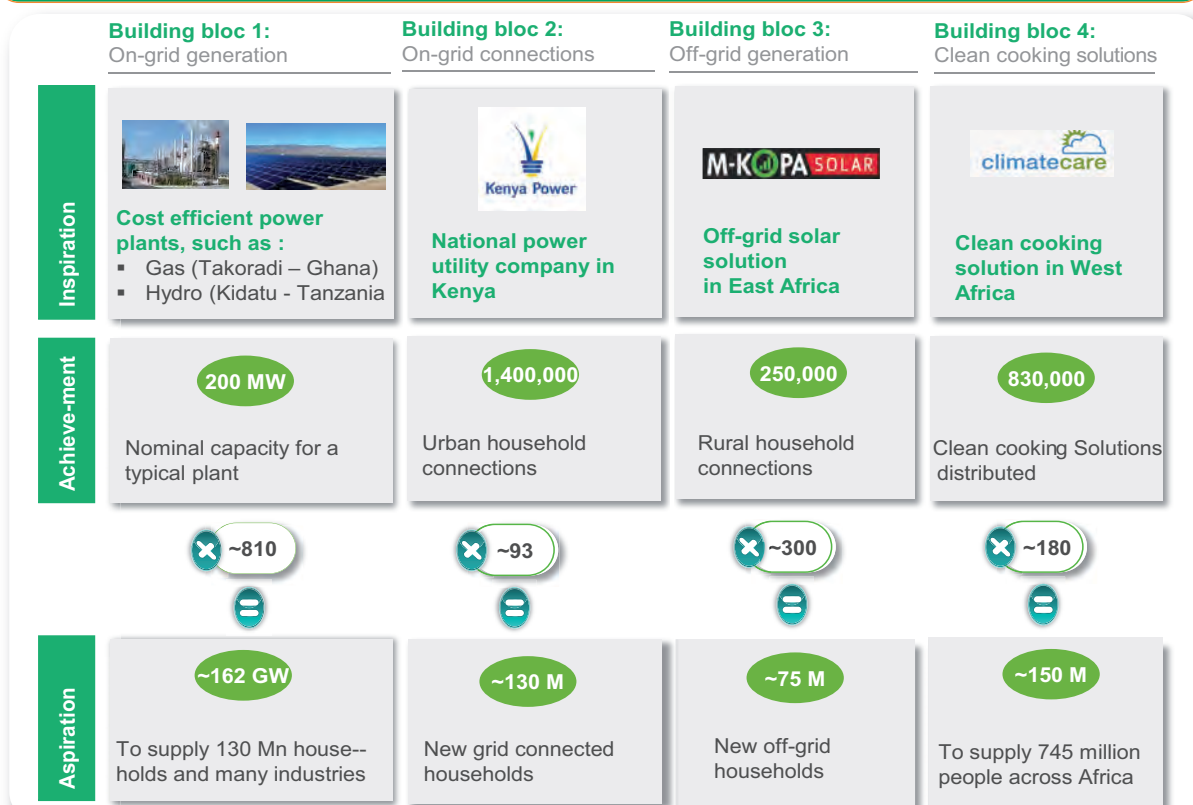 Building bloc 1:
On-grid generation
Building bloc 2:
On-grid connections
Building bloc 3:
Off-grid generation
Building bloc 4:
Clean cooking solutions
Inspiration
Cost efficient power
plants, such as :
▪ Gas (Takoradi – Ghana)
▪ Hydro (Kidatu - Tanzania
Kenya Power
National power
utility company in
Kenya
M-KOPA SOLAR
Off-grid solar
solution
in East Africa
climatecare
Clean cooking
solution in West
Africa
Achieve-ment
200 MW
Nominal capacity for a
typical plant
1,400,000
Urban household
connections
250,000
Rural household
connections
830,000
Clean cooking Solutions
distributed
× ~810
× ~93
× ~300
× ~180
=
=
=
=
Aspiration
~162 GW
To supply 130 Mn house--
holds and many industries
~130 M
New grid connected
households
~75 M
New off-grid
households
~150 M
To supply 745 million
people across Africa